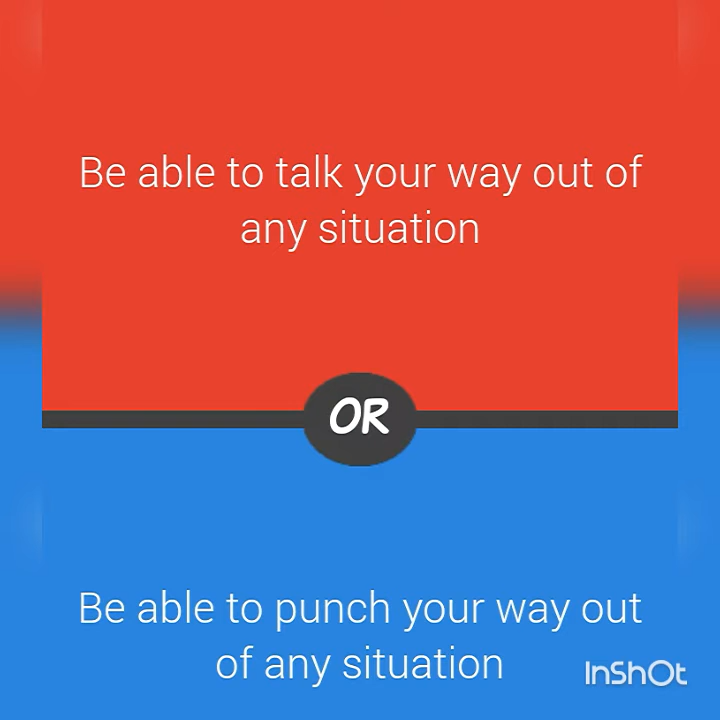 Be able to talk your way out of
any situation
OR
Be able to punch your way out
of any situation
InShOt